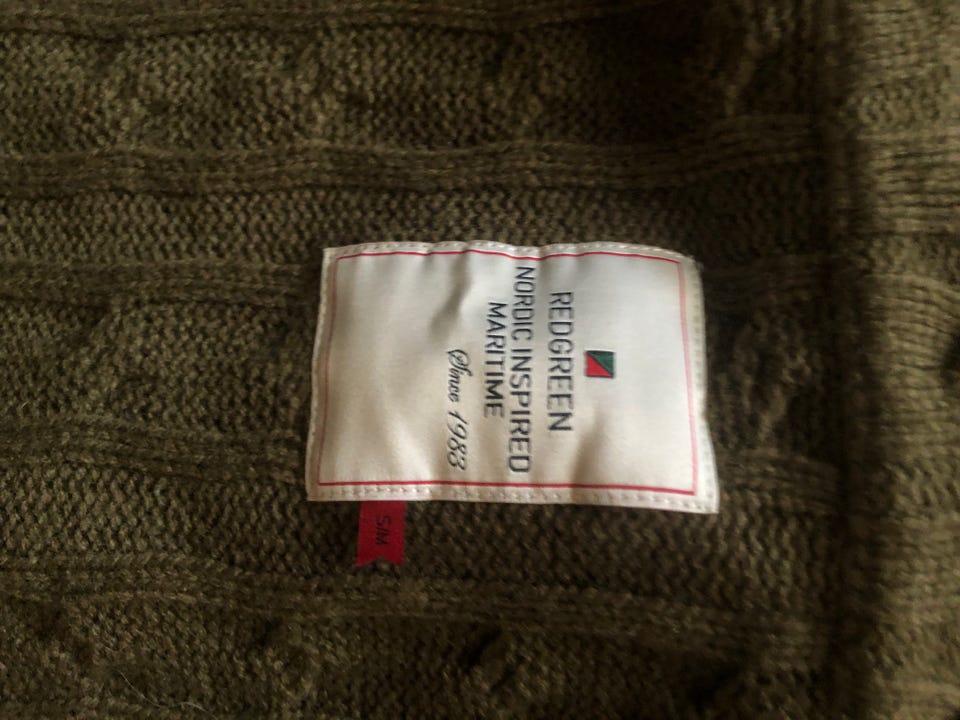 REDGREEN
NORDIC INSPIRED
MARITIME
Since 1983
S/M